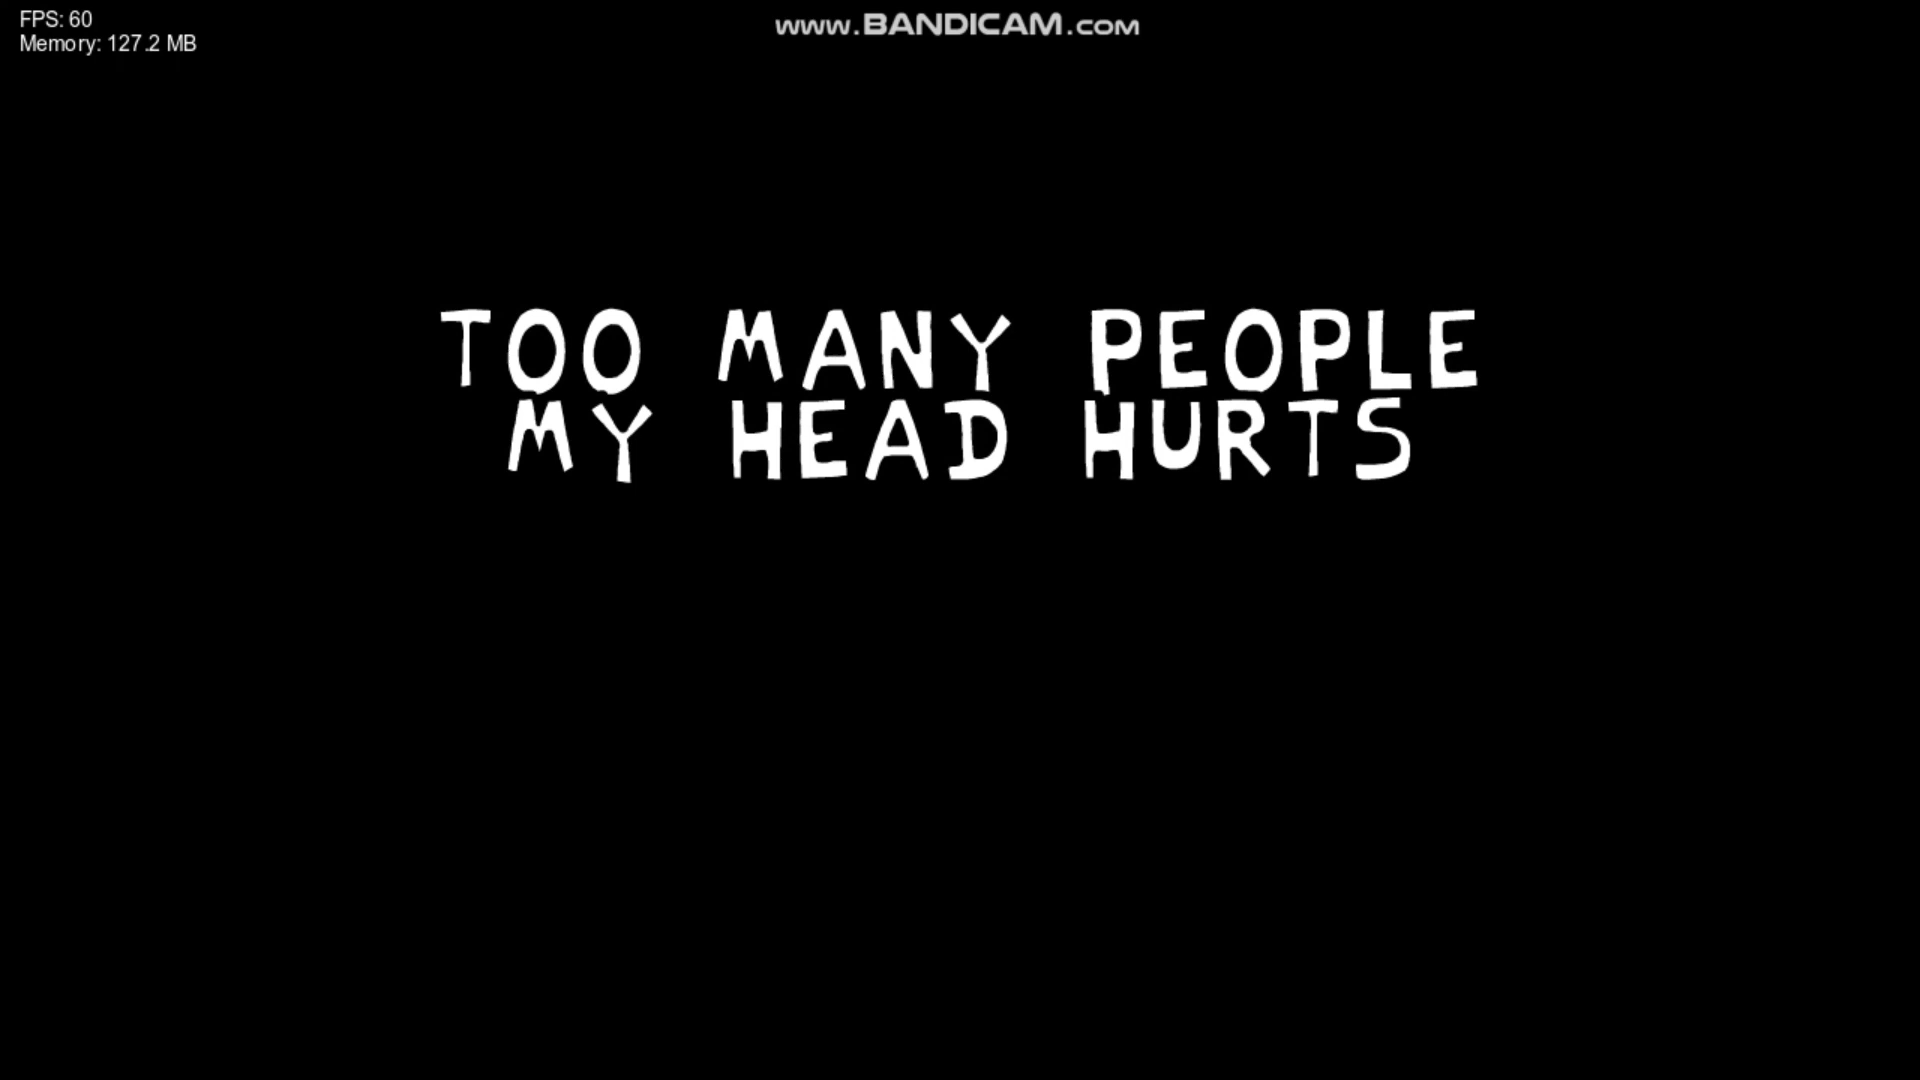 FPS: 60
Memory: 127.2 MB
www.BANDICAM.com
TOO MANY PEOPLE
MY HEAD HURTS